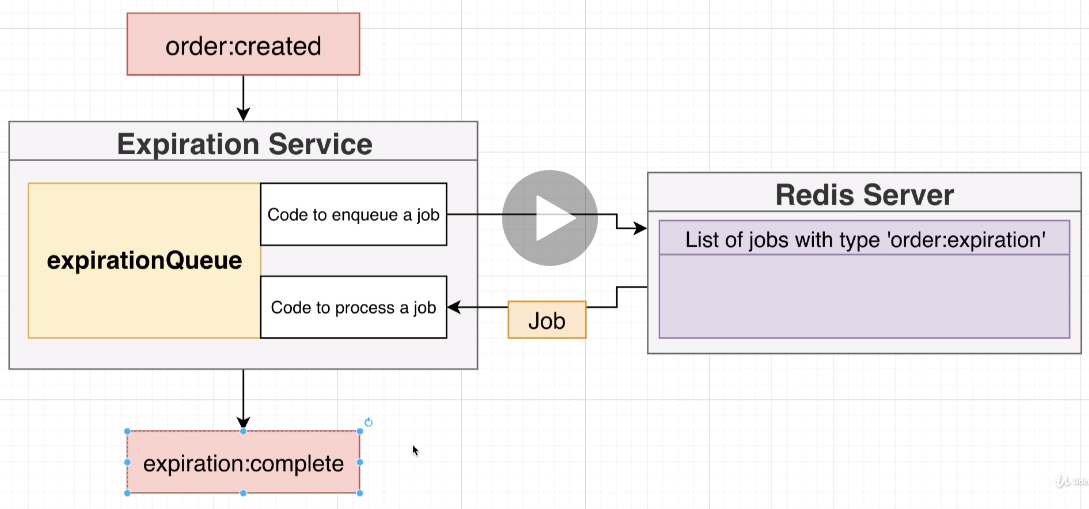 order:created
Expiration Service
Code to enqueue a job
expirationQueue
Code to process a job
Redis Server
List of jobs with type 'order:expiration'
Job
expiration:complete